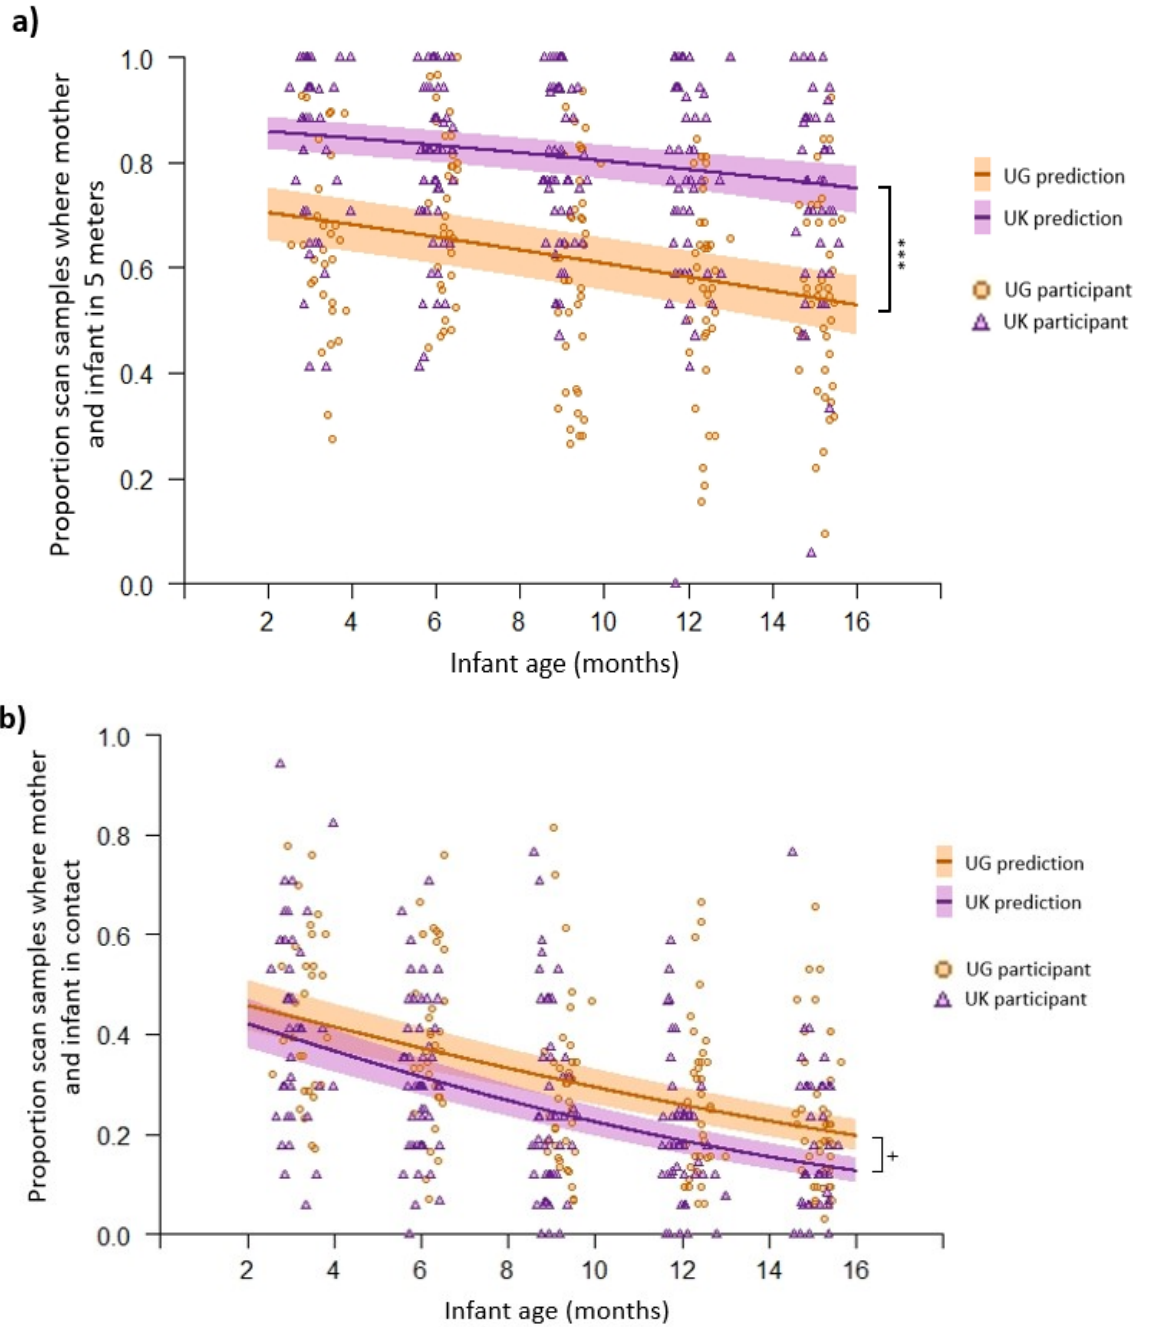 a)
Proportion scan samples where mother
and infant in 5 meters
1.0
0.8
0.6
0.4
0.2
0.0
2 4 6 8 10 12 14 16
Infant age (months)
***
UG prediction
UK prediction
UG participant
UK participant
b)
Proportion scan samples where mother
and infant in contact
1.0
0.8
0.6
0.4
0.2
0.0
2 4 6 8 10 12 14 16
Infant age (months)
+
UG prediction
UK prediction
UG participant
UK participant